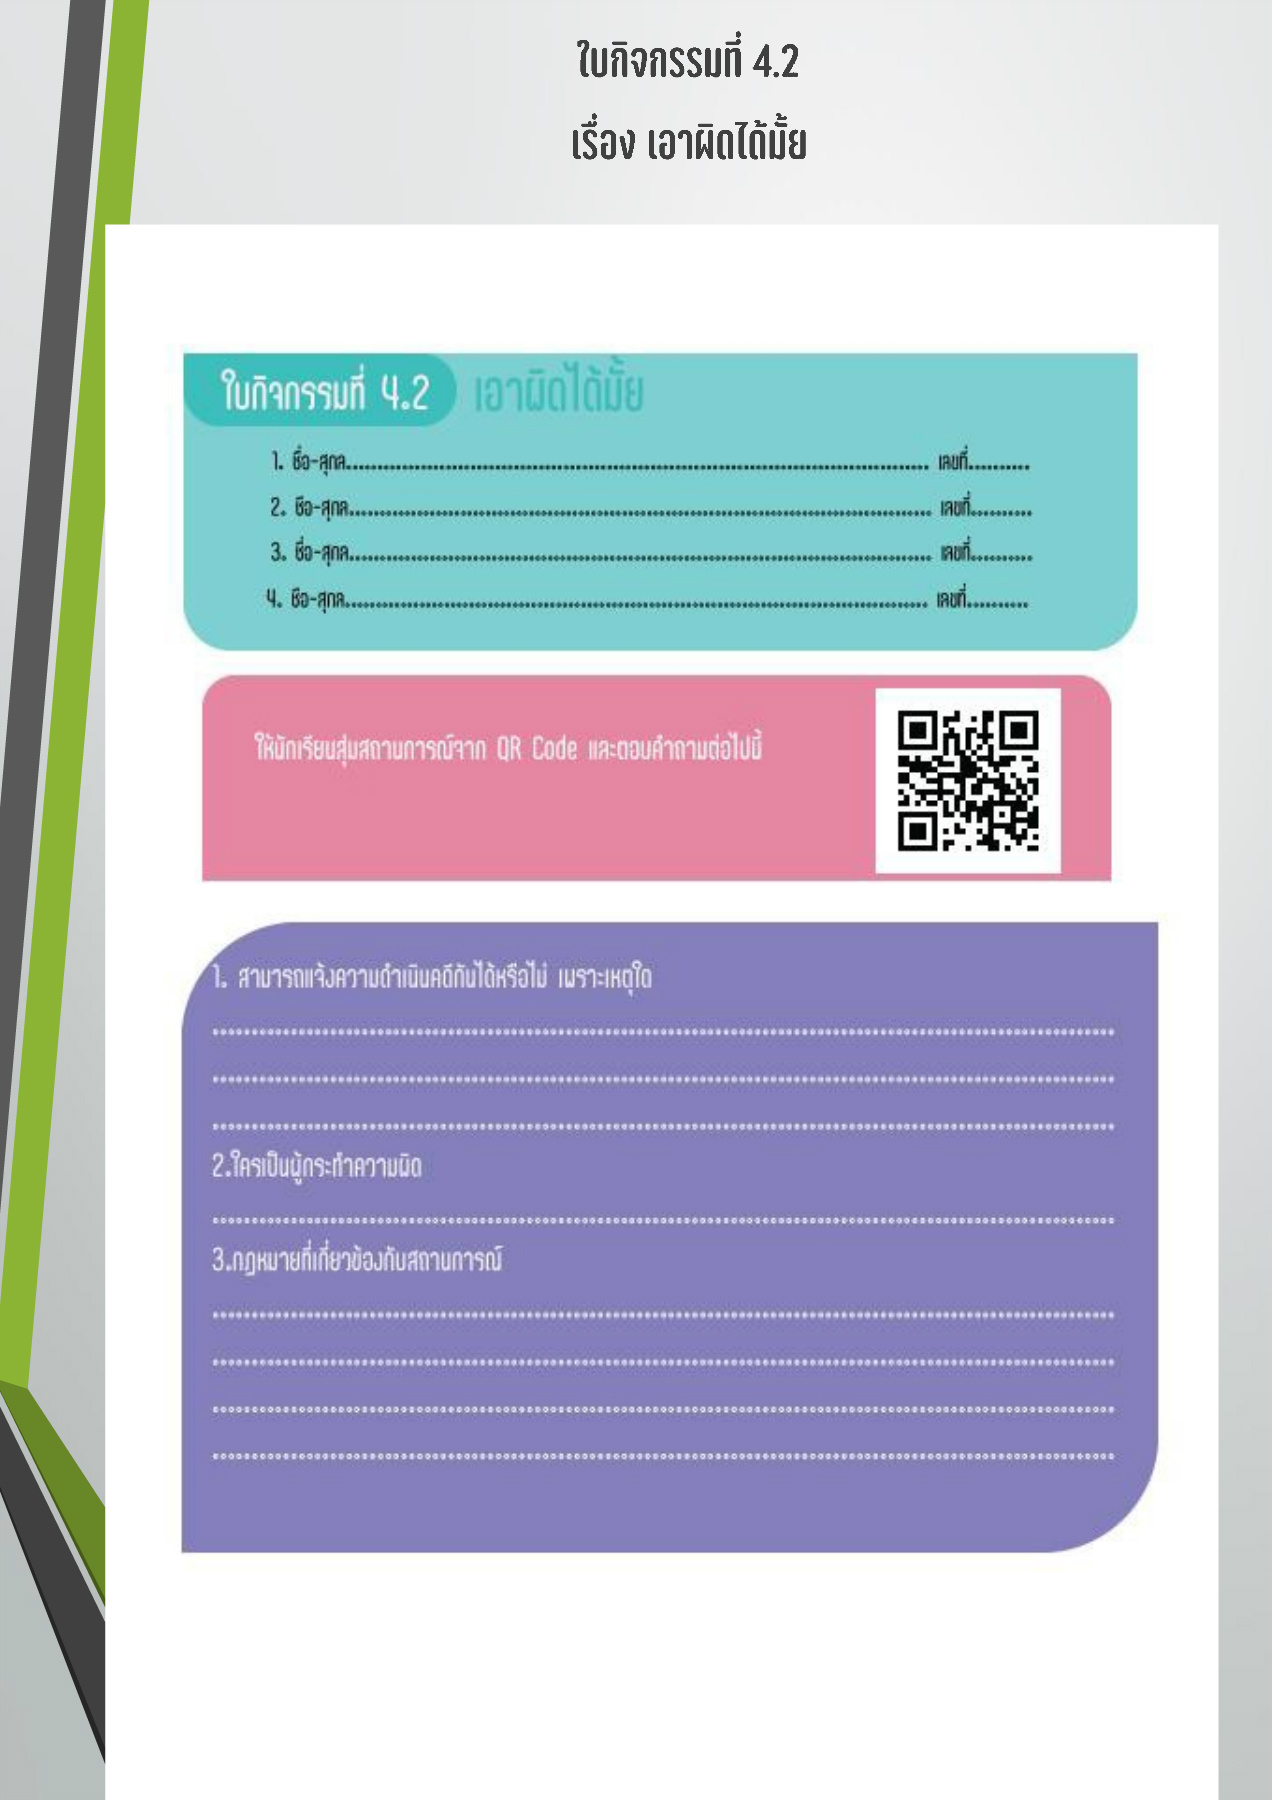 ใบกิจกรรมที่ 4.2
เรื่อง เอาผิดได้มั้ย
ใบกิจกรรมที่ 4.2 เอาผิดได้มั้ย
1. ชื่อ-สุกล................................................................................................ เลขที่..........
2. ชือ-สุกล................................................................................................ เลขที่..........
3. ชื่อ-สุกล................................................................................................ เลขที่..........
4. ชือ-สุกล................................................................................................ เลขที่..........
ให้นักเรียนสุ่มสถานการณ์จาก QR Code และตอบคำถามต่อไปนี้
1. สามารถแจ้งความดำเนินคดีกันได้หรือไม่ เพราะเหตุใด
..................................................................................................................
..................................................................................................................
..................................................................................................................
2.ใครเป็นผู้กระทำความผิด
..................................................................................................................
3.กฎหมายที่เกี่ยวข้องกับสถานการณ์
..................................................................................................................
..................................................................................................................
..................................................................................................................
..................................................................................................................